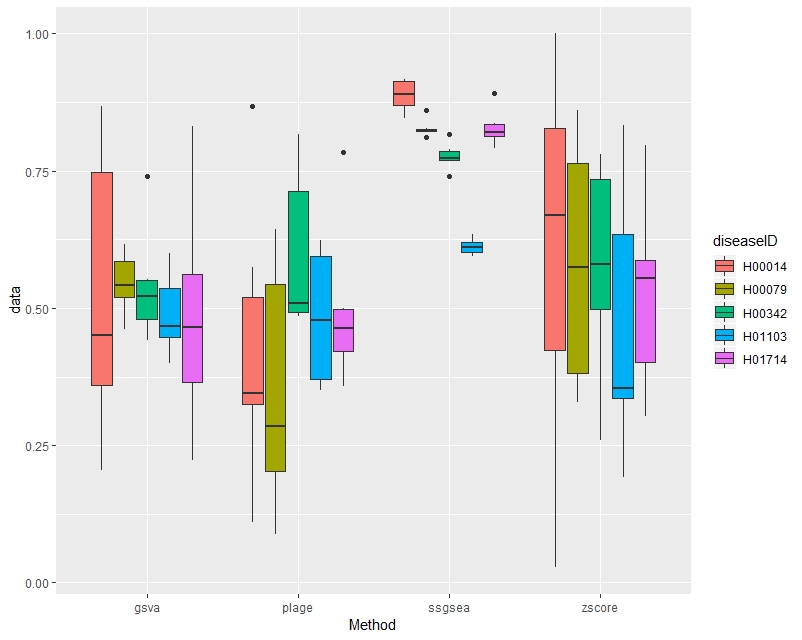 data
1.00
0.75
0.50
0.25
0.00
gsva plage ssgsea zscore
Method
diseaseID
H00014
H00079
H00342
H01103
H01714